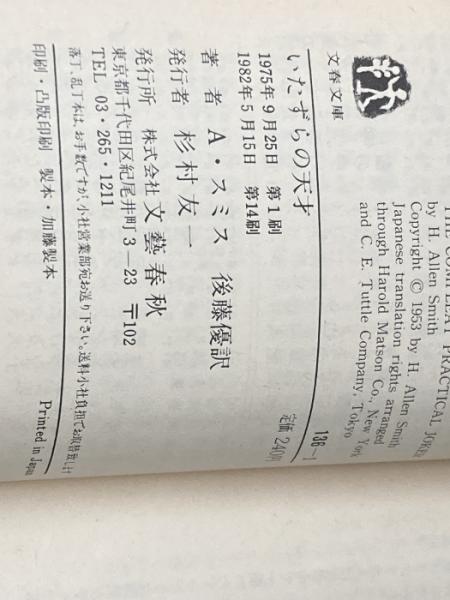 THE COMPLEAT PRACTICAL JOKER
by H. Allen Smith
Copyright © 1953 by H. Allen Smith
Japanese translation rights arranged
through Harold Matson Co., New York
and C. E. Tuttle Company, Tokyo
文春文庫
136-1
定価 240円
いたずらの天才
1975年9月25日 第1刷
1982年5月15日 第14刷
著者 A・スミス 後藤優訳
発行者 杉村友一
発行所 株式会社 文藝春秋
東京都千代田区紀尾井町3-23 〒102
TEL 03・265・1211
落丁、乱丁本は、お手数ですが、小社営業部宛お送り下さい。送料小社負担でお取替致します
印刷・凸版印刷 製本・加藤製本
Printed in Japan